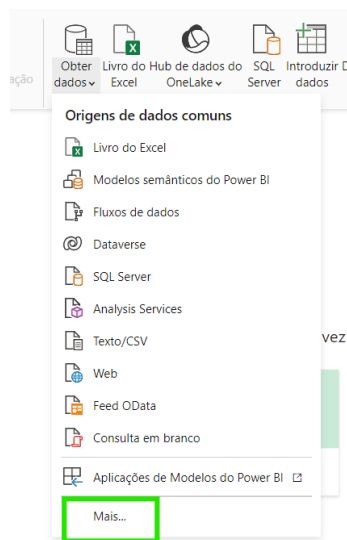 Obter dados
Livro do Excel
Hub de dados do OneLake
SQL Server
Introduzir dados
D
ação
Origens de dados comuns
Livro do Excel
Modelos semânticos do Power BI
Fluxos de dados
Dataverse
SQL Server
Analysis Services
Texto/CSV
vez
Web
Feed OData
Consulta em branco
Aplicações de Modelos do Power BI
Mais...